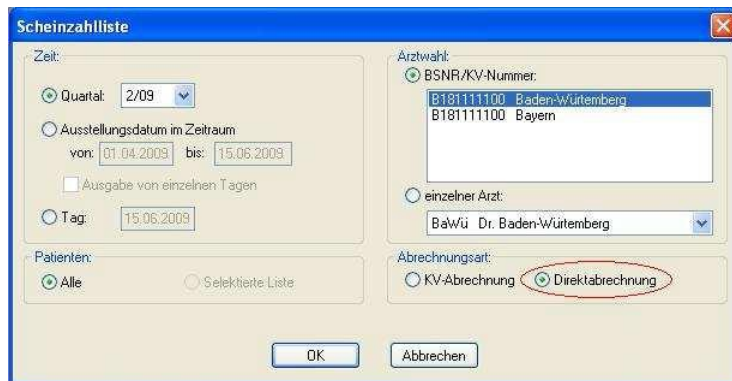 Scheinzahlliste
Zeit:
Quartal: 2/09
Ausstellungsdatum im Zeitraum
von: 01.04.2009 bis: 15.06.2009
Ausgabe von einzelnen Tagen
Tag: 15.06.2009
Patienten:
Alle Selektierte Liste
Arztwahl:
BSNR/KV-Nummer:
B181111100 Baden-Würtemberg
B181111100 Bayern
einzelner Arzt:
BaWü Dr. Baden-Würtemberg
Abrechnungsart:
KV-Abrechnung Direktabrechnung
OK Abbrechen